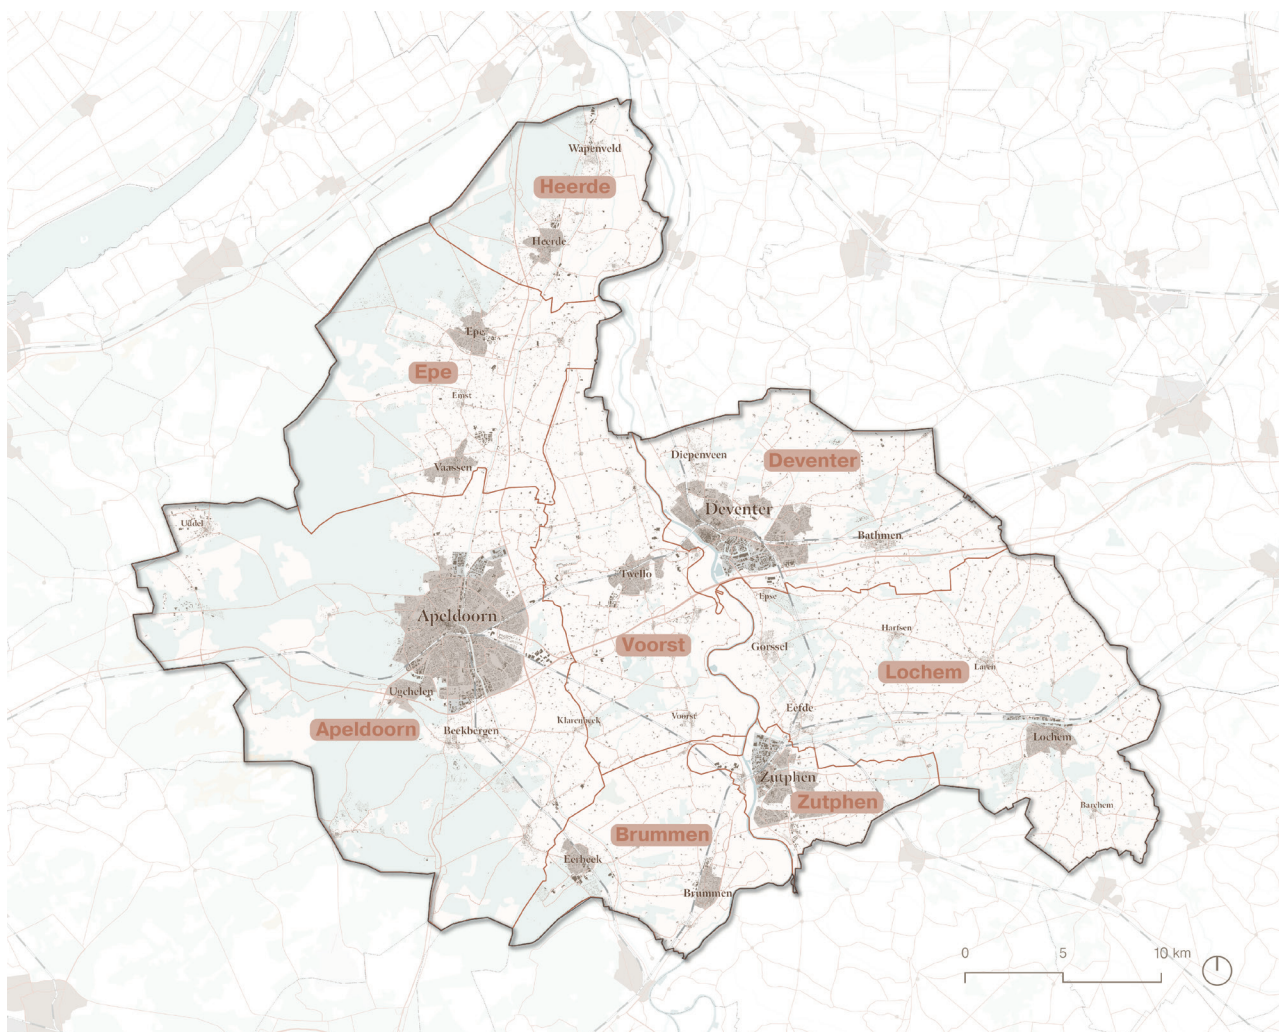 Wapenveld
Heerde
Heerde
Epe
Epe
Emst
Vaassen
Diepenveen
Deventer
Deventer
Uddel
Bathmen
Twello
Epse
Apeldoorn
Harfsen
Voorst
Gorssel
Laren
Lochem
Ugchelen
Voorst
Eefde
Klarenbeek
Apeldoorn
Beekbergen
Lochem
Zutphen
Zutphen
Barchem
Brummen
Eerbeek
Brummen
0 5 10 km